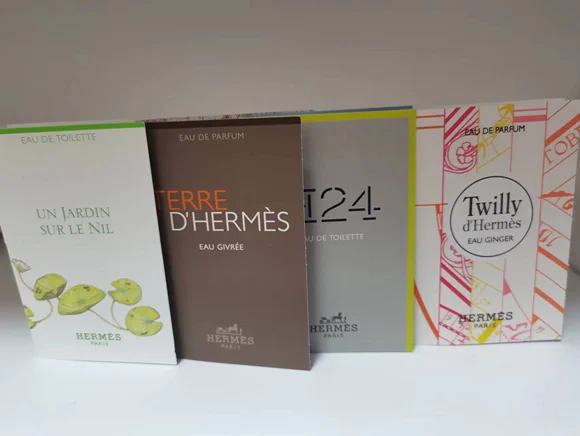 EAU DE TOILETTE
UN JARDIN
SUR LE NIL
HERMÈS
PARIS
EAU DE PARFUM
TERRE
D'HERMÈS
EAU GIVRÉE
HERMÈS
PARIS
H24
EAU DE TOILETTE
HERMÈS
PARIS
EAU DE PARFUM
Twilly
d'Hermès
EAU GINGER
HERMÈS
PARIS